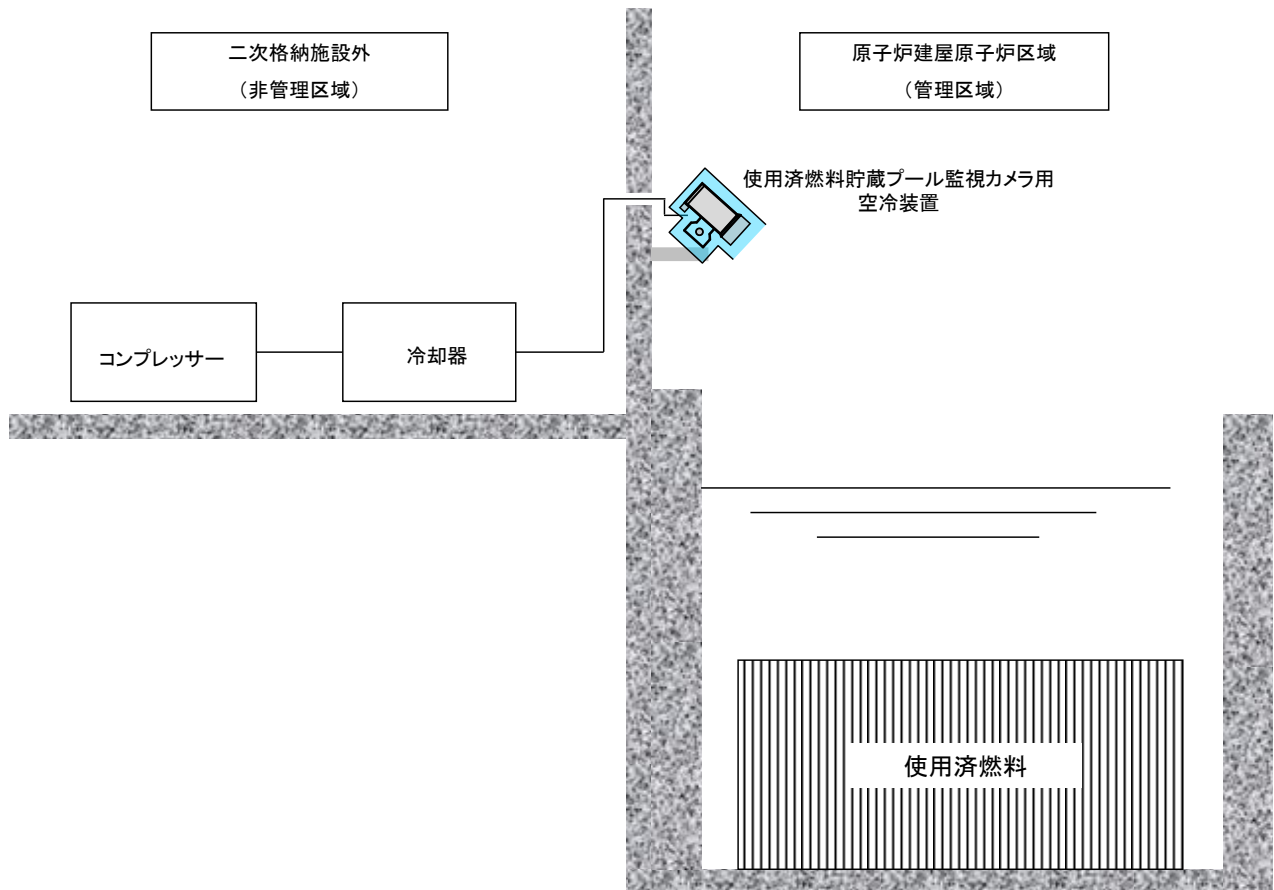 二次格納施設外
（非管理区域）
原子炉建屋原子炉区域
（管理区域）
使用済燃料貯蔵プール監視カメラ用
空冷装置
コンプレッサー
冷却器
使用済燃料